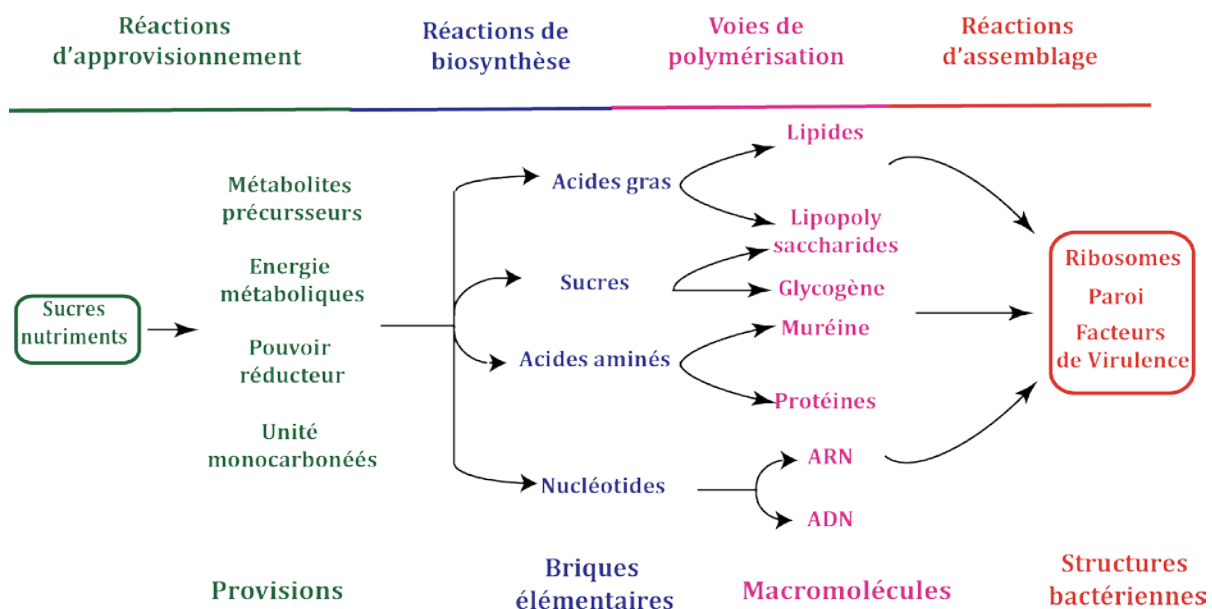 Réactions
d'approvisionnement
Réactions de
biosynthèse
Voies de
polymérisation
Réactions
d'assemblage
Sucres
nutriments
Métabolites
précursseurs
Energie
métaboliques
Pouvoir
réducteur
Unité
monocarbonéés
Acides gras
Sucres
Acides aminés
Nucléotides
Lipides
Lipopoly
saccharides
Glycogène
Muréine
Protéines
ARN
ADN
Ribosomes
Paroi
Facteurs
de Virulence
Provisions
Briques
élémentaires
Macromolécules
Structures
bactériennes